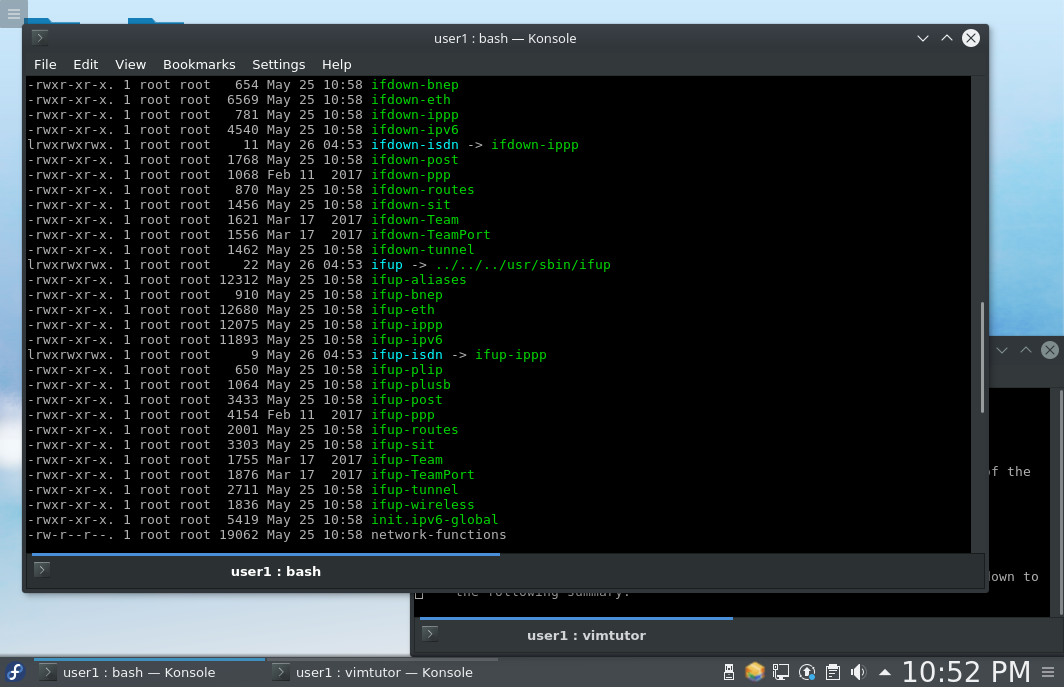 user1 : bash — Konsole
File Edit View Bookmarks Settings Help
-rwxr-xr-x. 1 root root   654 May 25 10:58 ifdown-bnep
-rwxr-xr-x. 1 root root  6569 May 25 10:58 ifdown-eth
-rwxr-xr-x. 1 root root   781 May 25 10:58 ifdown-ippp
-rwxr-xr-x. 1 root root  4540 May 25 10:58 ifdown-ipv6
lrwxrwxrwx. 1 root root    11 May 26 04:53 ifdown-isdn -> ifdown-ippp
-rwxr-xr-x. 1 root root  1768 May 25 10:58 ifdown-post
-rwxr-xr-x. 1 root root  1068 Feb 11  2017 ifdown-ppp
-rwxr-xr-x. 1 root root   870 May 25 10:58 ifdown-routes
-rwxr-xr-x. 1 root root  1456 May 25 10:58 ifdown-sit
-rwxr-xr-x. 1 root root  1621 Mar 17  2017 ifdown-Team
-rwxr-xr-x. 1 root root  1556 Mar 17  2017 ifdown-TeamPort
-rwxr-xr-x. 1 root root  1462 May 25 10:58 ifdown-tunnel
lrwxrwxrwx. 1 root root    22 May 26 04:53 ifup -> ../../../usr/sbin/ifup
-rwxr-xr-x. 1 root root 12312 May 25 10:58 ifup-aliases
-rwxr-xr-x. 1 root root   910 May 25 10:58 ifup-bnep
-rwxr-xr-x. 1 root root 12680 May 25 10:58 ifup-eth
-rwxr-xr-x. 1 root root 12075 May 25 10:58 ifup-ippp
-rwxr-xr-x. 1 root root 11893 May 25 10:58 ifup-ipv6
lrwxrwxrwx. 1 root root     9 May 26 04:53 ifup-isdn -> ifup-ippp
-rwxr-xr-x. 1 root root   650 May 25 10:58 ifup-plip
-rwxr-xr-x. 1 root root  1064 May 25 10:58 ifup-plusb
-rwxr-xr-x. 1 root root  3433 May 25 10:58 ifup-post
-rwxr-xr-x. 1 root root  4154 Feb 11  2017 ifup-ppp
-rwxr-xr-x. 1 root root  2001 May 25 10:58 ifup-routes
-rwxr-xr-x. 1 root root  3303 May 25 10:58 ifup-sit
-rwxr-xr-x. 1 root root  1755 Mar 17  2017 ifup-Team
-rwxr-xr-x. 1 root root  1876 Mar 17  2017 ifup-TeamPort
-rwxr-xr-x. 1 root root  2711 May 25 10:58 ifup-tunnel
-rwxr-xr-x. 1 root root  1836 May 25 10:58 ifup-wireless
-rwxr-xr-x. 1 root root  5419 May 25 10:58 init.ipv6-global
-rw-r--r--. 1 root root 19062 May 25 10:58 network-functions
user1 : bash
of the
to
the following summary.
user1 : vimtutor
user1 : bash — Konsole
user1 : vimtutor — Konsole
10:52 PM